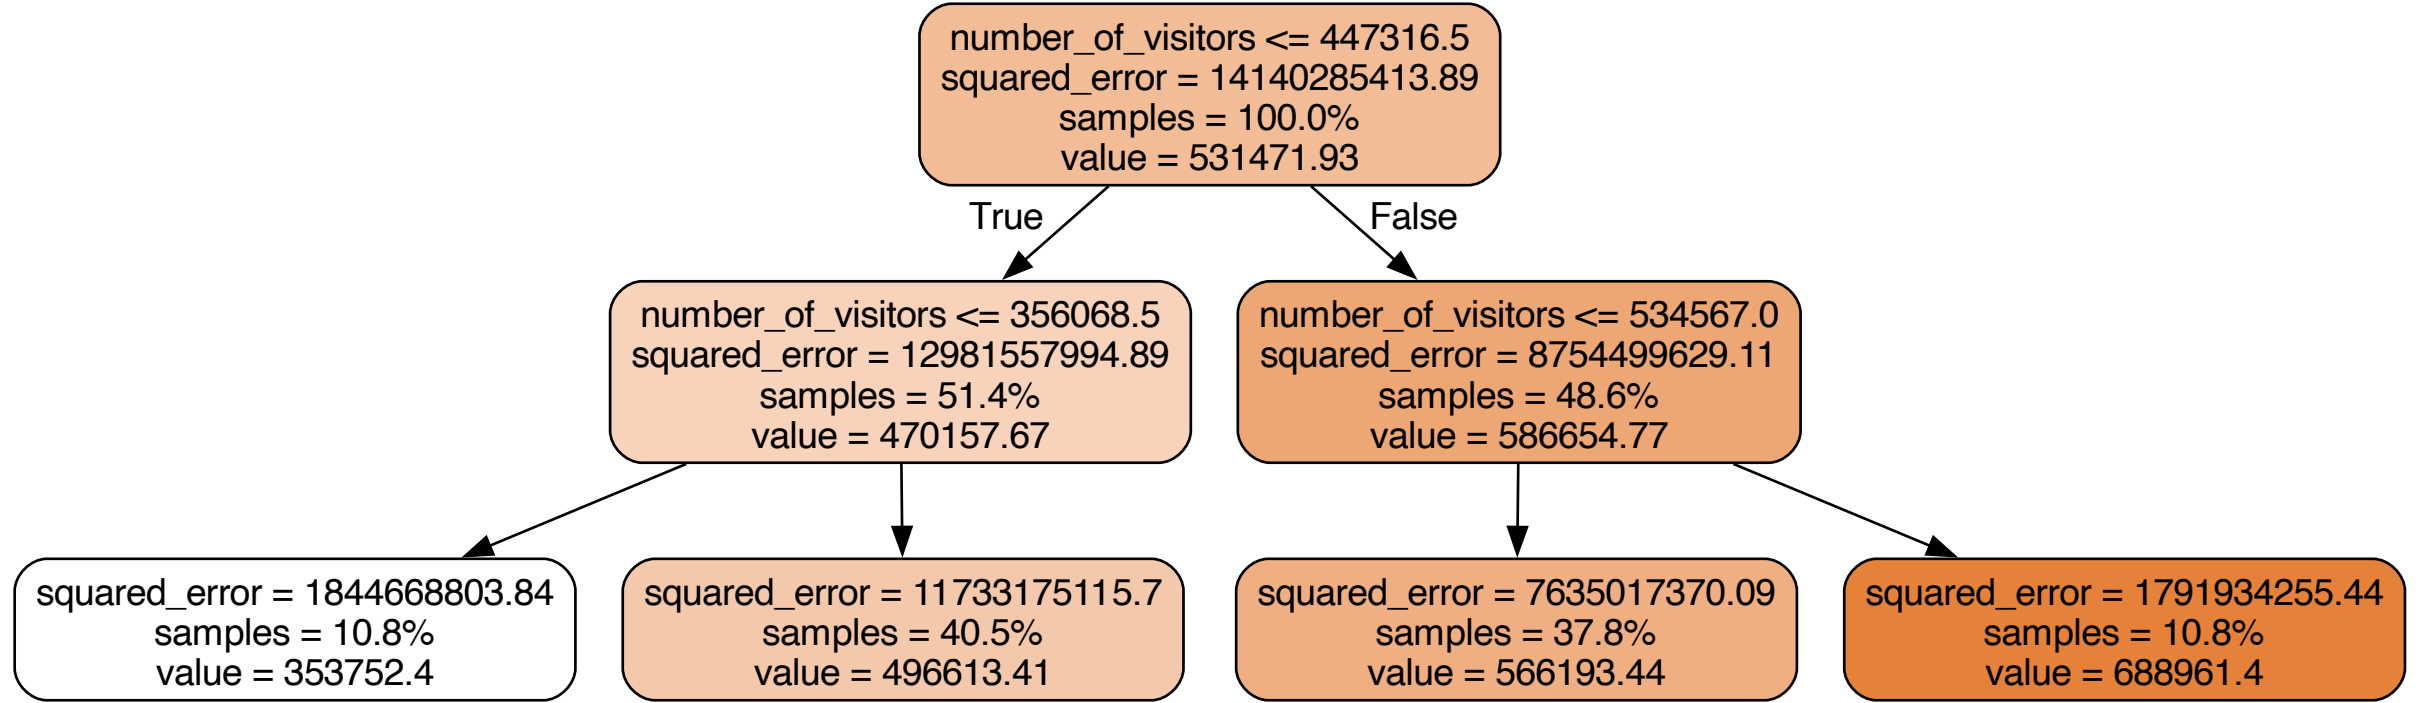 number_of_visitors <= 447316.5
squared_error = 14140285413.89
samples = 100.0%
value = 531471.93
True
False
number_of_visitors <= 356068.5
squared_error = 12981557994.89
samples = 51.4%
value = 470157.67
number_of_visitors <= 534567.0
squared_error = 8754499629.11
samples = 48.6%
value = 586654.77
squared_error = 1844668803.84
samples = 10.8%
value = 353752.4
squared_error = 11733175115.7
samples = 40.5%
value = 496613.41
squared_error = 7635017370.09
samples = 37.8%
value = 566193.44
squared_error = 1791934255.44
samples = 10.8%
value = 688961.4